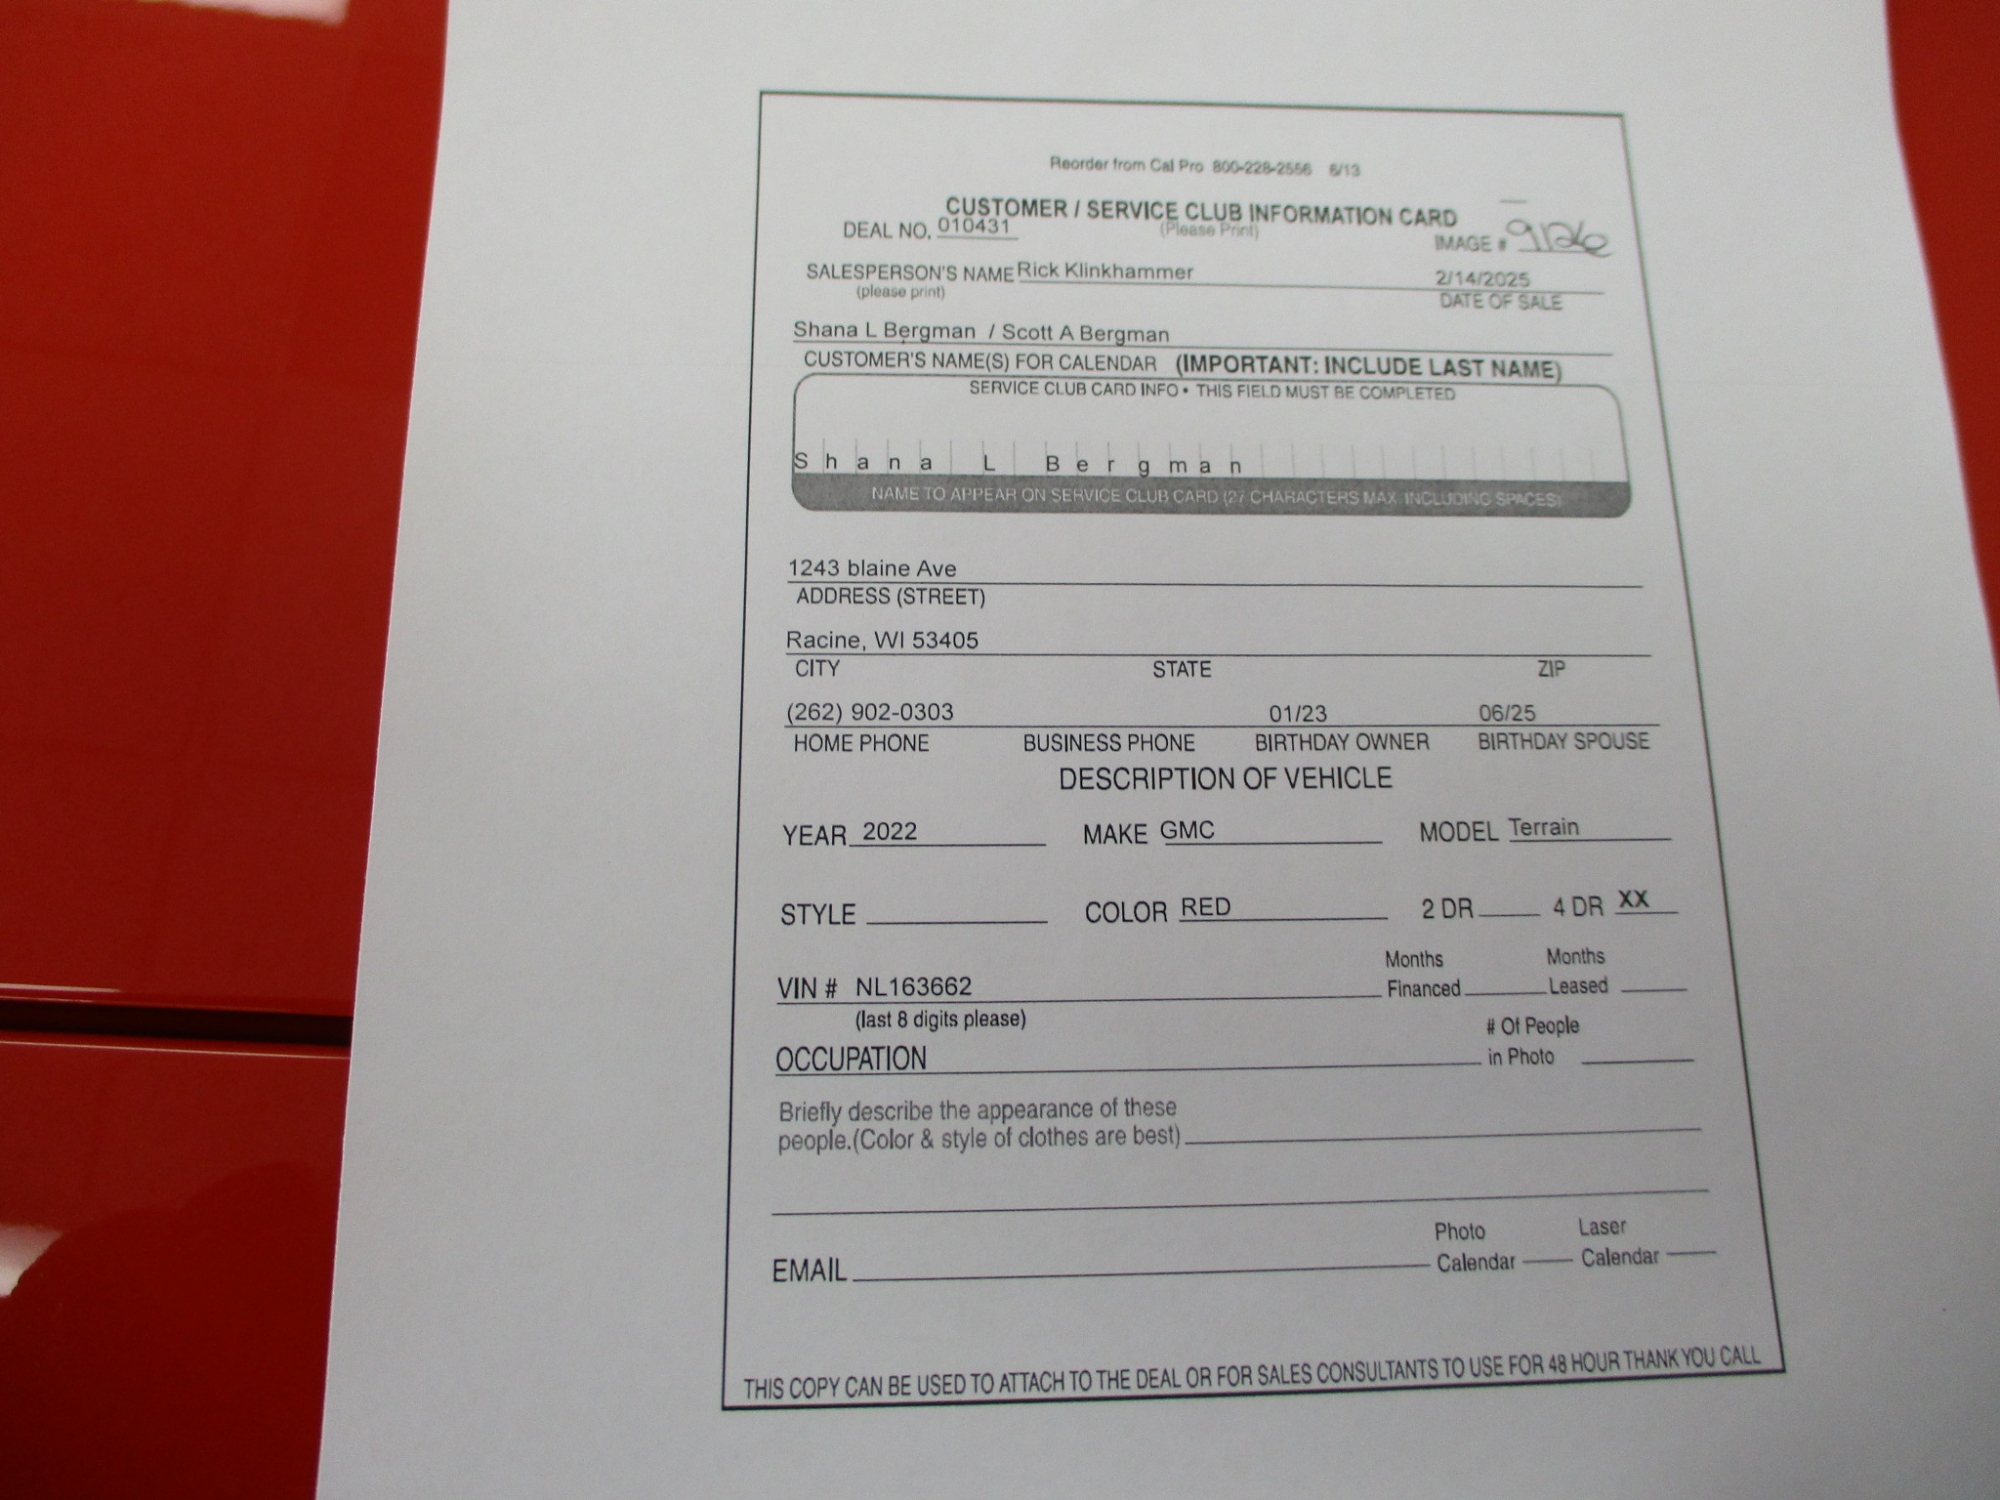 Reorder from Cal Pro 800-228-2556 6/13
CUSTOMER / SERVICE CLUB INFORMATION CARD
DEAL NO. 010431 (Please Print) IMAGE # 9126
SALESPERSON'S NAME Rick Klinkhammer 2/14/2025
(please print) DATE OF SALE
Shana L Bergman / Scott A Bergman
CUSTOMER'S NAME(S) FOR CALENDAR (IMPORTANT: INCLUDE LAST NAME)
SERVICE CLUB CARD INFO • THIS FIELD MUST BE COMPLETED
Shana L Bergman
NAME TO APPEAR ON SERVICE CLUB CARD (27 CHARACTERS MAX. INCLUDING SPACES)
1243 blaine Ave
ADDRESS (STREET)
Racine, WI 53405
CITY STATE ZIP
(262) 902-0303 01/23 06/25
HOME PHONE BUSINESS PHONE BIRTHDAY OWNER BIRTHDAY SPOUSE
DESCRIPTION OF VEHICLE
YEAR 2022 MAKE GMC MODEL Terrain
STYLE COLOR RED 2 DR 4 DR XX
Months Months
VIN # NL163662 Financed Leased
(last 8 digits please) # Of People
OCCUPATION in Photo
Briefly describe the appearance of these
people.(Color & style of clothes are best)
Photo Laser
EMAIL Calendar Calendar
THIS COPY CAN BE USED TO ATTACH TO THE DEAL OR FOR SALES CONSULTANTS TO USE FOR 48 HOUR THANK YOU CALL